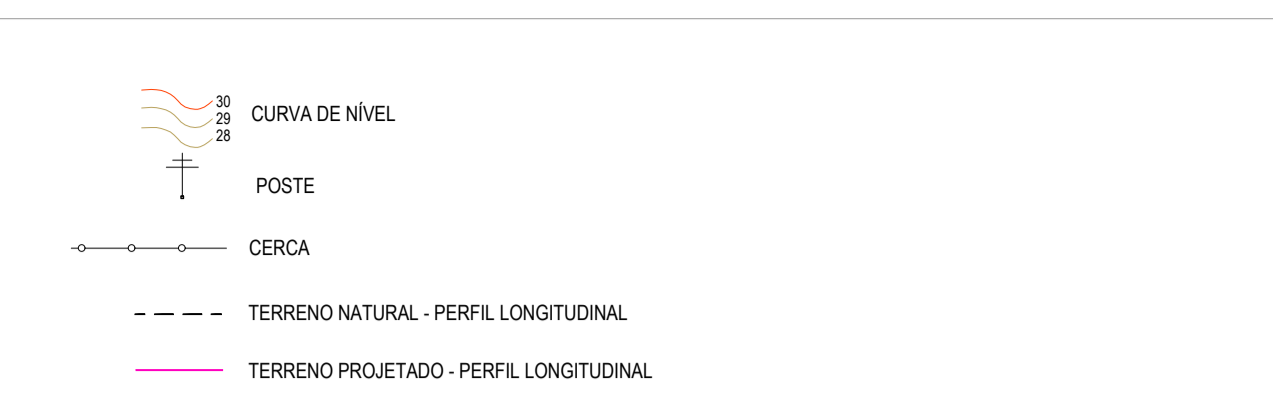 30
29
28
CURVA DE NÍVEL
POSTE
CERCA
TERRENO NATURAL - PERFIL LONGITUDINAL
TERRENO PROJETADO - PERFIL LONGITUDINAL